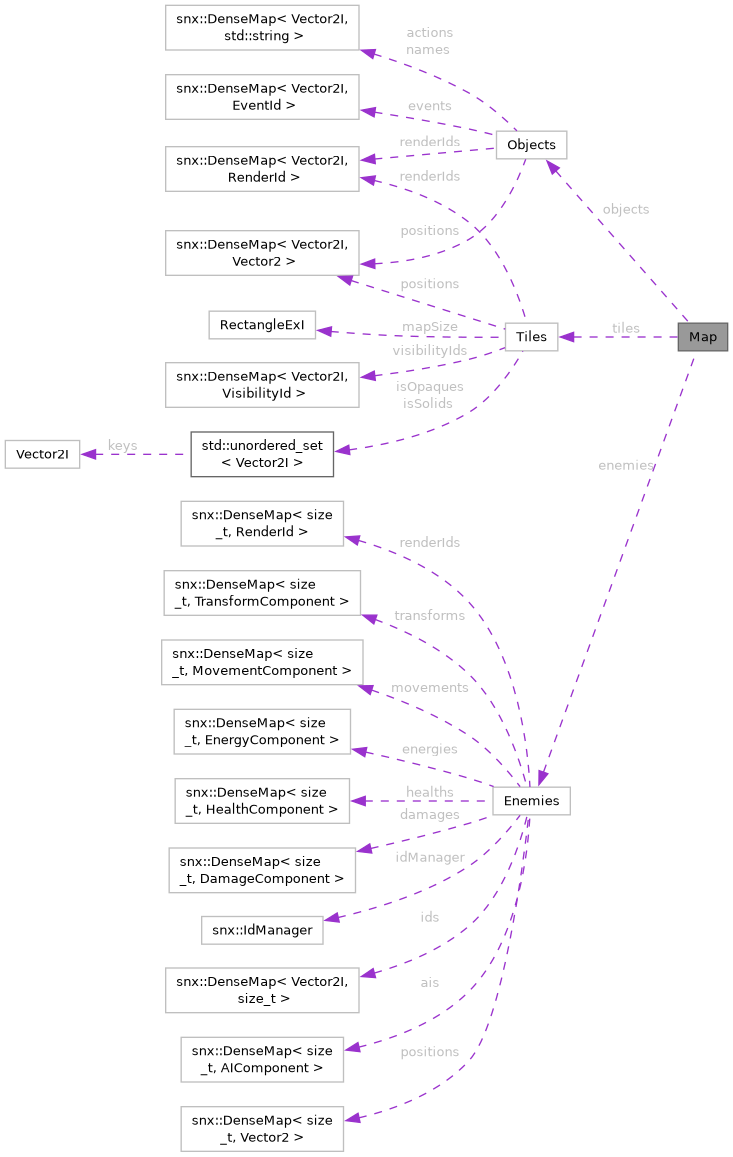 snx::DenseMap< Vector2I,
std::string >
actions
names
snx::DenseMap< Vector2I,
EventId >
events
Objects
snx::DenseMap< Vector2I,
RenderId >
renderIds
renderIds
objects
snx::DenseMap< Vector2I,
Vector2 >
positions
positions
RectangleExI
mapSize
Tiles
tiles
Map
visibilityIds
snx::DenseMap< Vector2I,
VisibilityId >
isOpaques
isSolids
Vector2I
keys
std::unordered_set
< Vector2I >
enemies
snx::DenseMap< size
_t, RenderId >
renderIds
snx::DenseMap< size
_t, TransformComponent >
transforms
snx::DenseMap< size
_t, MovementComponent >
movements
snx::DenseMap< size
_t, EnergyComponent >
energies
snx::DenseMap< size
_t, HealthComponent >
healths
Enemies
damages
snx::DenseMap< size
_t, DamageComponent >
idManager
snx::IdManager
ids
snx::DenseMap< Vector2I,
size_t >
ais
snx::DenseMap< size
_t, AIComponent >
positions
snx::DenseMap< size
_t, Vector2 >